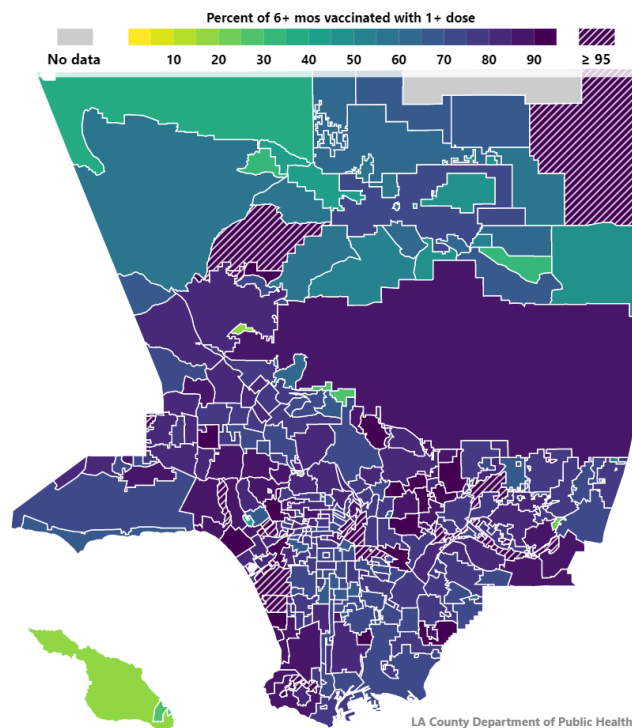 Percent of 6+ mos vaccinated with 1+ dose
No data 10 20 30 40 50 60 70 80 90 ≥ 95
LA County Department of Public Health